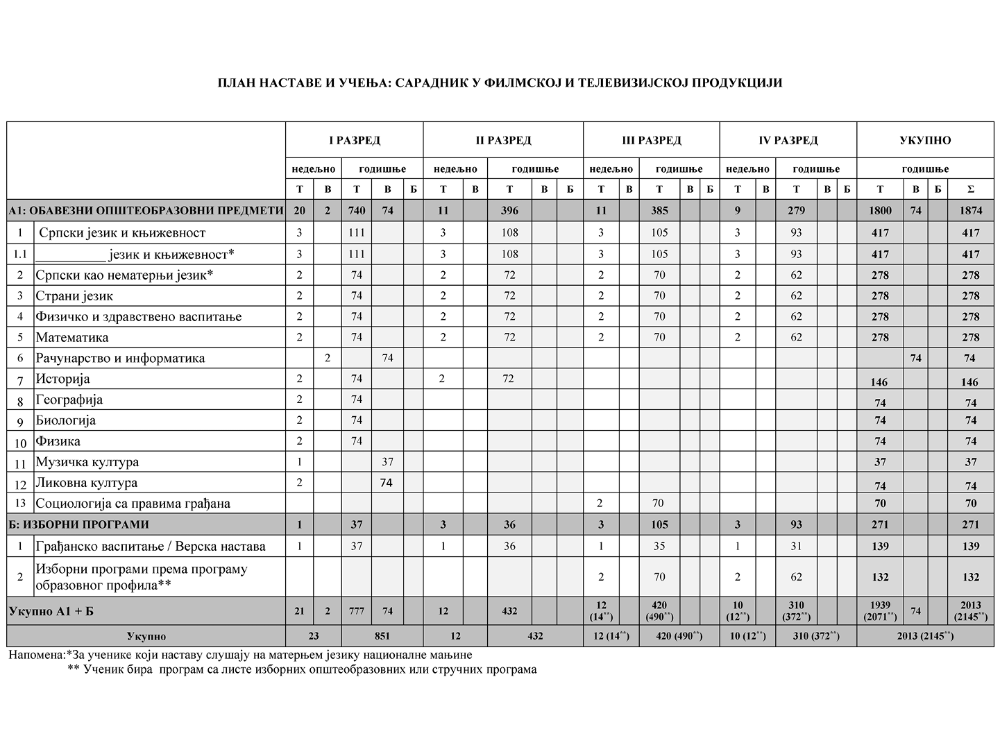 ПЛАН НАСТАВЕ И УЧЕЊА: САРАДНИК У ФИЛМСКОЈ И ТЕЛЕВИЗИЈСКОЈ ПРОДУКЦИЈИ
I РАЗРЕД II РАЗРЕД III РАЗРЕД IV РАЗРЕД УКУПНО
недељно годишње недељно годишње недељно годишње недељно годишње годишње
Т В Т В Б Т В Т В Б Т В Т В Б Т В Т В Б Т В Б Σ
А1: ОБАВЕЗНИ ОПШТЕОБРАЗОВНИ ПРЕДМЕТИ 20 2 740 74 11 396 11 385 9 279 1800 74 1874
1 Српски језик и књижевност 3 111 3 108 3 105 3 93 417 417
1.1 ___________ језик и књижевност* 3 111 3 108 3 105 3 93 417 417
2 Српски као нематерњи језик* 2 74 2 72 2 70 2 62 278 278
3 Страни језик 2 74 2 72 2 70 2 62 278 278
4 Физичко и здравствено васпитање 2 74 2 72 2 70 2 62 278 278
5 Математика 2 74 2 72 2 70 2 62 278 278
6 Рачунарство и информатика 2 74 74 74
7 Историја 2 74 2 72 146 146
8 Географија 2 74 74 74
9 Биологија 2 74 74 74
10 Физика 2 74 74 74
11 Музичка култура 1 37 37 37
12 Ликовна култура 2 74 74 74
13 Социологија са правима грађана 2 70 70 70
Б: ИЗБОРНИ ПРОГРАМИ 1 37 3 36 3 105 3 93 271 271
1 Грађанско васпитање / Верска настава 1 37 1 36 1 35 1 31 139 139
2 Изборни програми према програму
образовног профила** 2 70 2 62 132 132
Укупно А1 + Б 21 2 777 74 12 432 12 (14**) 420 (490**) 10 (12**) 310 (372**) 1939 (2071**) 74 2013 (2145**)
Укупно 23 851 12 432 12 (14**) 420 (490**) 10 (12**) 310 (372**) 2013 (2145**)
Напомена:*За ученике који наставу слушају на матерњем језику националне мањине
** Ученик бира програм са листе изборних општеобразовних или стручних програма